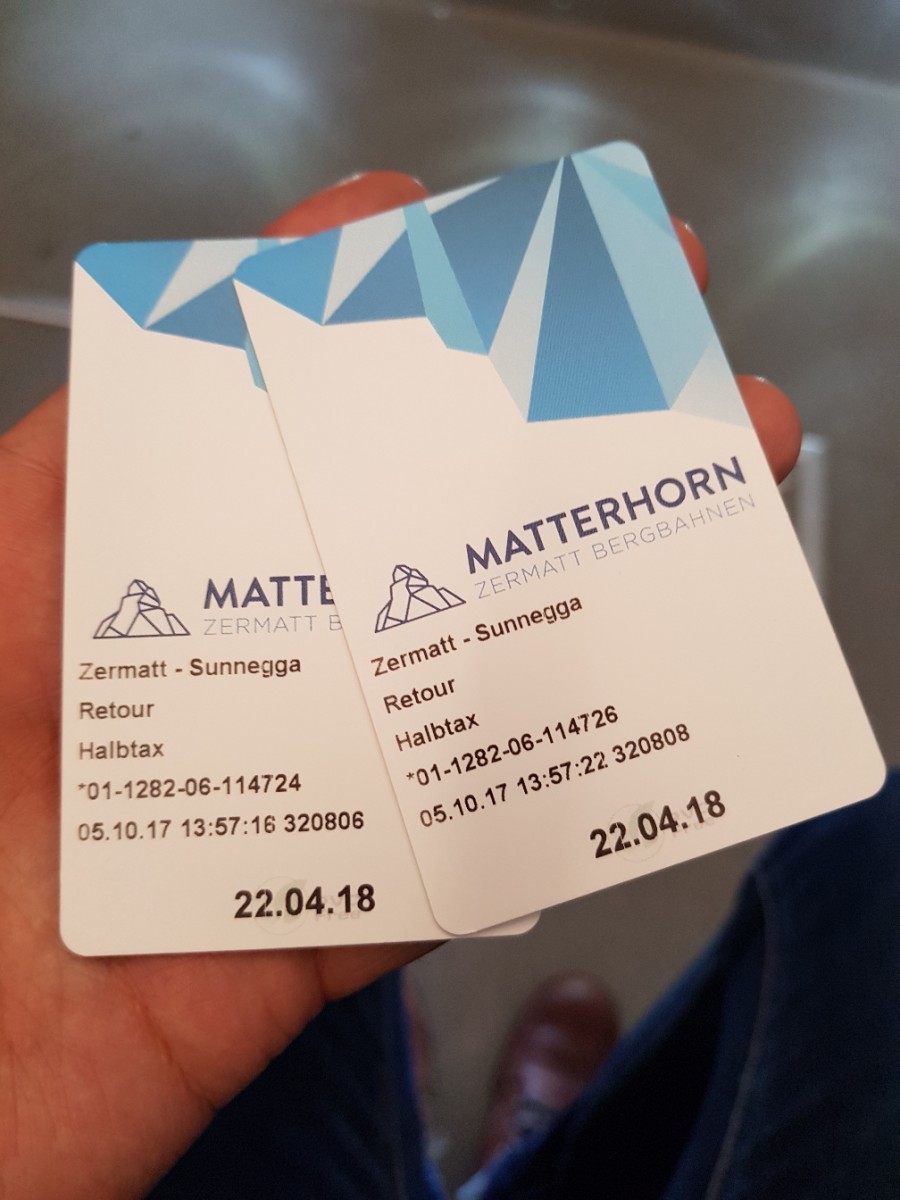 MATTE
ZERMATT B
Zermatt - Sunnegga
Retour
Halbtax
*01-1282-06-114724
05.10.17 13:57:16 320806
22.04.18
MATTERHORN
ZERMATT BERGBAHNEN
Zermatt - Sunnegga
Retour
Halbtax
*01-1282-06-114726
05.10.17 13:57:22 320808
22.04.18